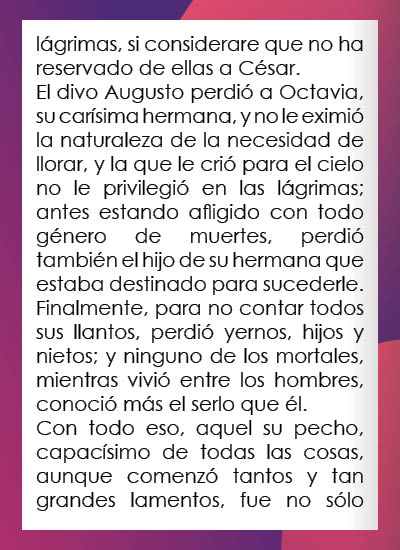 lágrimas, si considerare que no ha
reservado de ellas a César.
El divo Augusto perdió a Octavia,
su carísima hermana, y no le eximió
la naturaleza de la necesidad de
llorar, y la que le crió para el cielo
no le privilegió en las lágrimas;
antes estando afligido con todo
género de muertes, perdió
también el hijo de su hermana que
estaba destinado para sucederle.
Finalmente, para no contar todos
sus llantos, perdió yernos, hijos y
nietos; y ninguno de los mortales,
mientras vivió entre los hombres,
conoció más el serlo que él.
Con todo eso, aquel su pecho,
capacísimo de todas las cosas,
aunque comenzó tantos y tan
grandes lamentos, fue no sólo